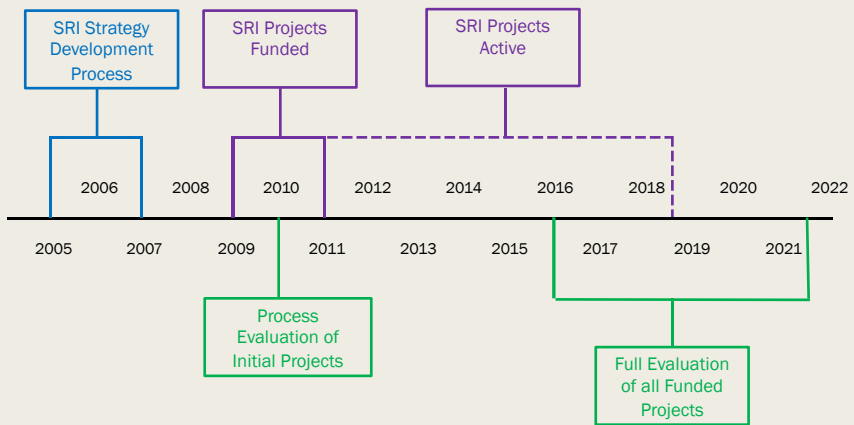 SRI Strategy
Development
Process
SRI Projects
Funded
SRI Projects
Active
2006 2008 2010 2012 2014 2016 2018 2020 2022
2005 2007 2009 2011 2013 2015 2017 2019 2021
Process
Evaluation of
Initial Projects
Full Evaluation
of all Funded
Projects